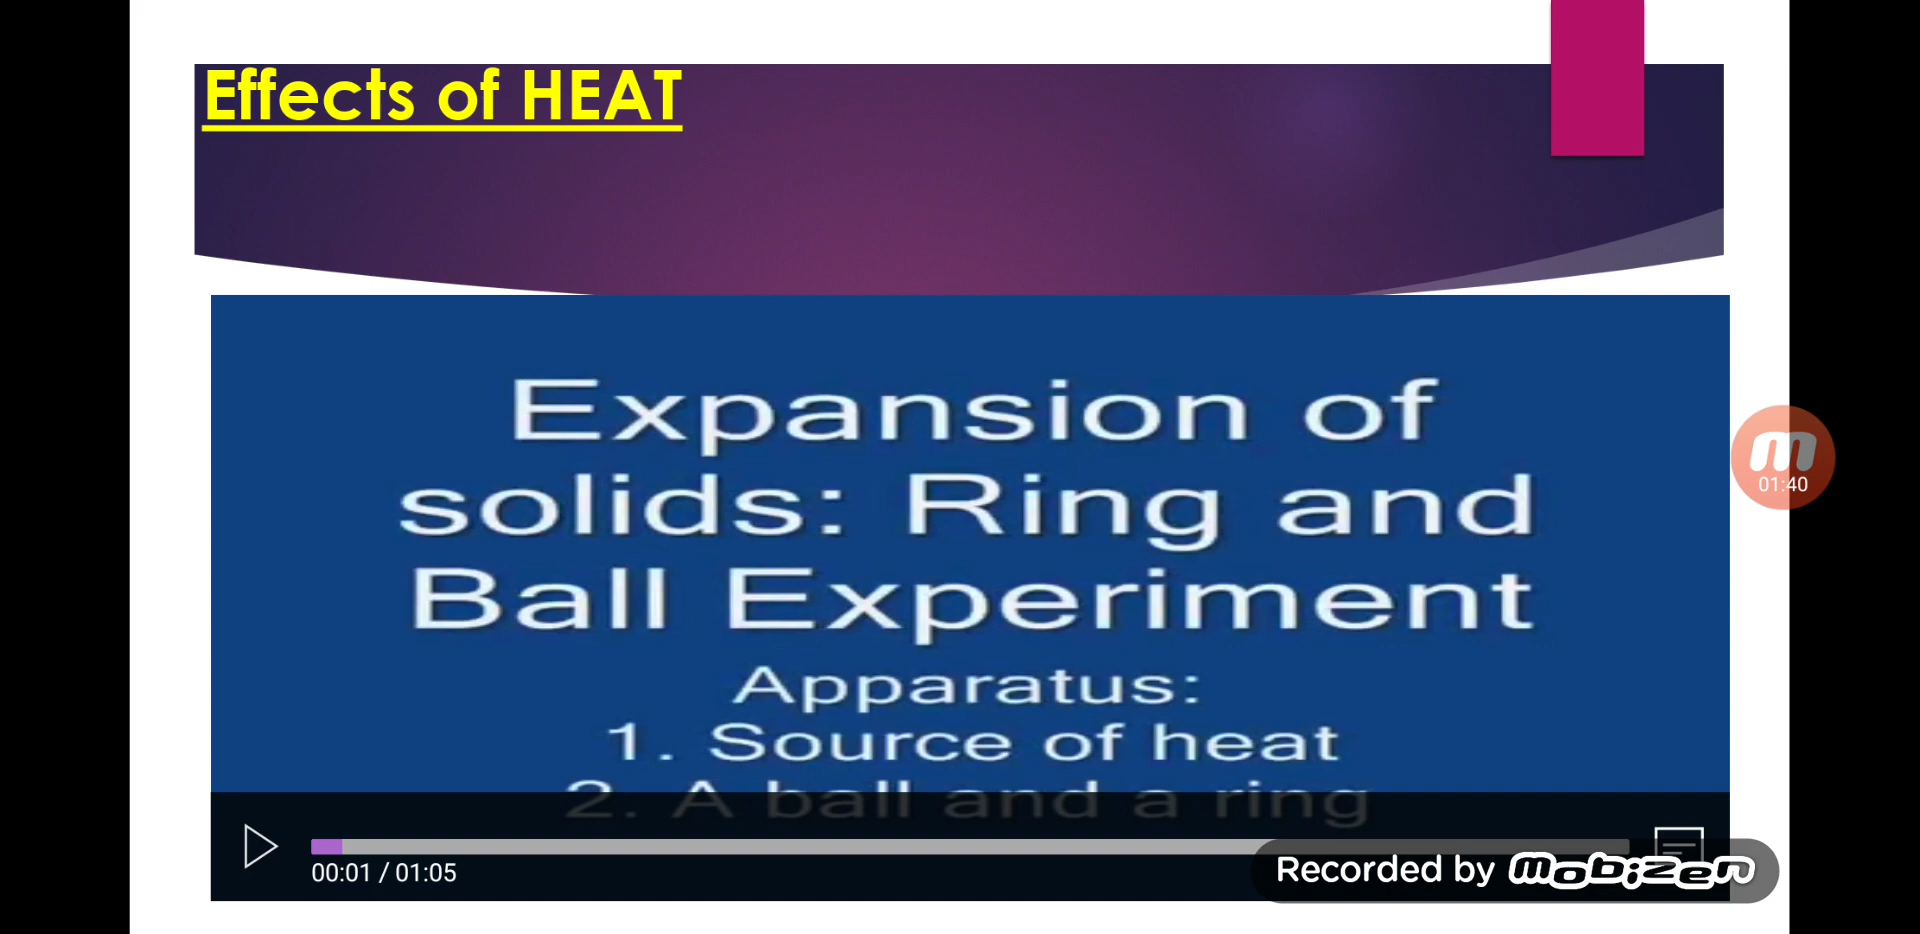 Effects of HEAT
Expansion of
solids: Ring and
Ball Experiment
Apparatus:
1. Source of heat
2. A ball and a ring
01:40
00:01 / 01:05
Recorded by mobizen